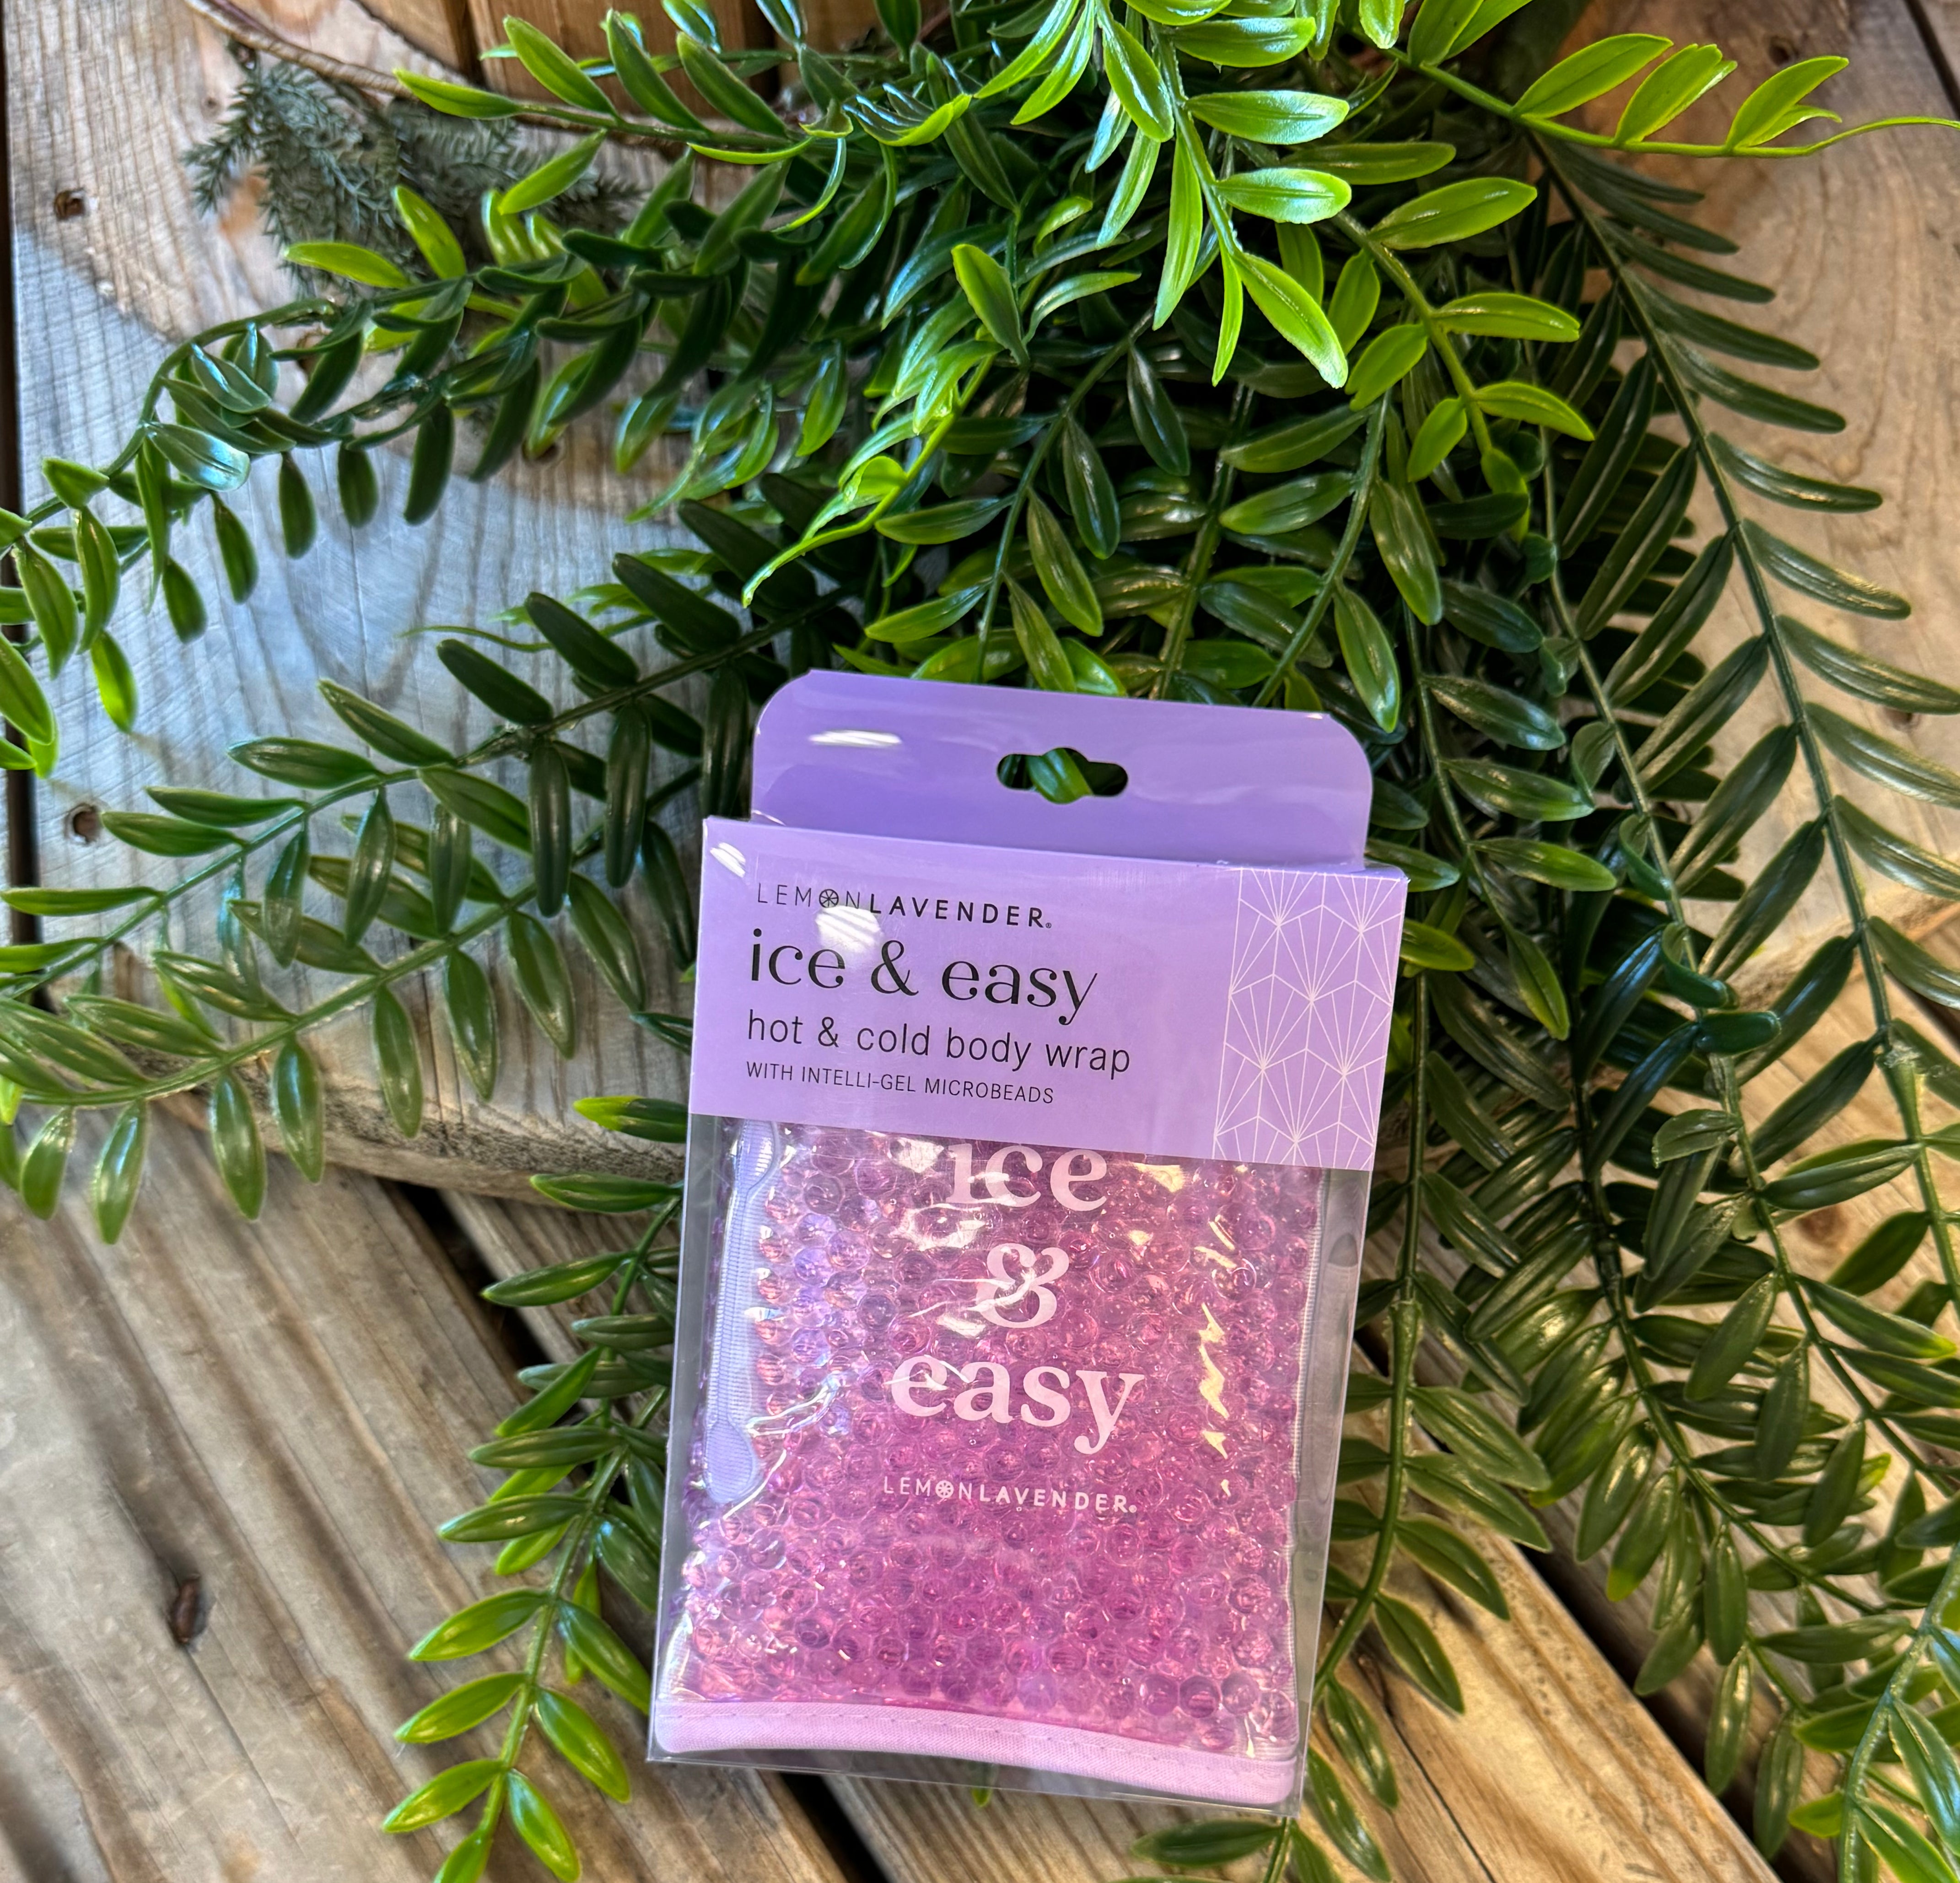 LEMONLAVENDER®
ice & easy
hot & cold body wrap
WITH INTELLI-GEL MICROBEADS
ice
&
easy
LEMONLAVENDER®